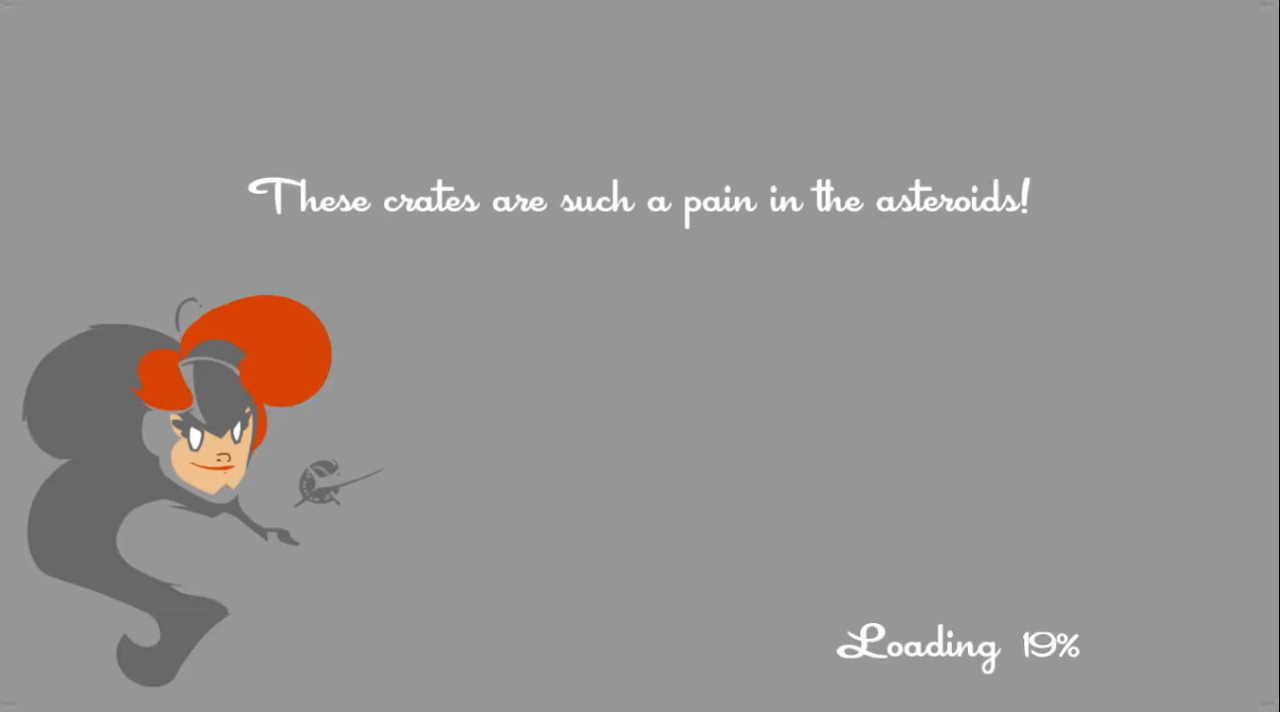 These crates are such a pain in the asteroids!
Loading 19%